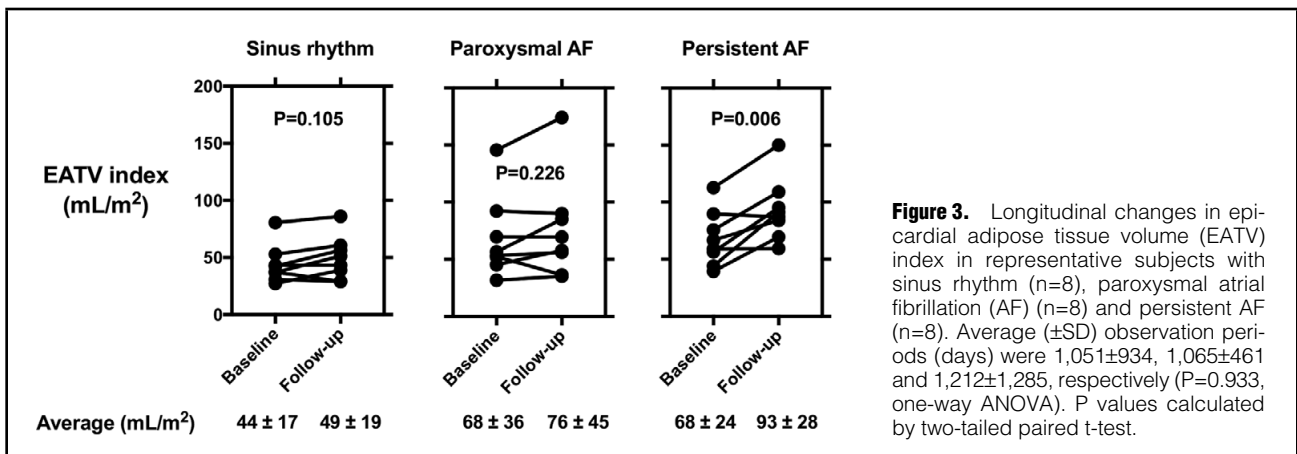 Sinus rhythm Paroxysmal AF Persistent AF
200
150
100
50
0
EATV index
(mL/m²)
P=0.105
P=0.226
P=0.006
Baseline Follow-up Baseline Follow-up Baseline Follow-up
Average (mL/m²) 44 ± 17 49 ± 19 68 ± 36 76 ± 45 68 ± 24 93 ± 28
Figure 3. Longitudinal changes in epi-
cardial adipose tissue volume (EATV)
index in representative subjects with
sinus rhythm (n=8), paroxysmal atrial
fibrillation (AF) (n=8) and persistent AF
(n=8). Average (±SD) observation peri-
ods (days) were 1,051±934, 1,065±461
and 1,212±1,285, respectively (P=0.933,
one-way ANOVA). P values calculated
by two-tailed paired t-test.